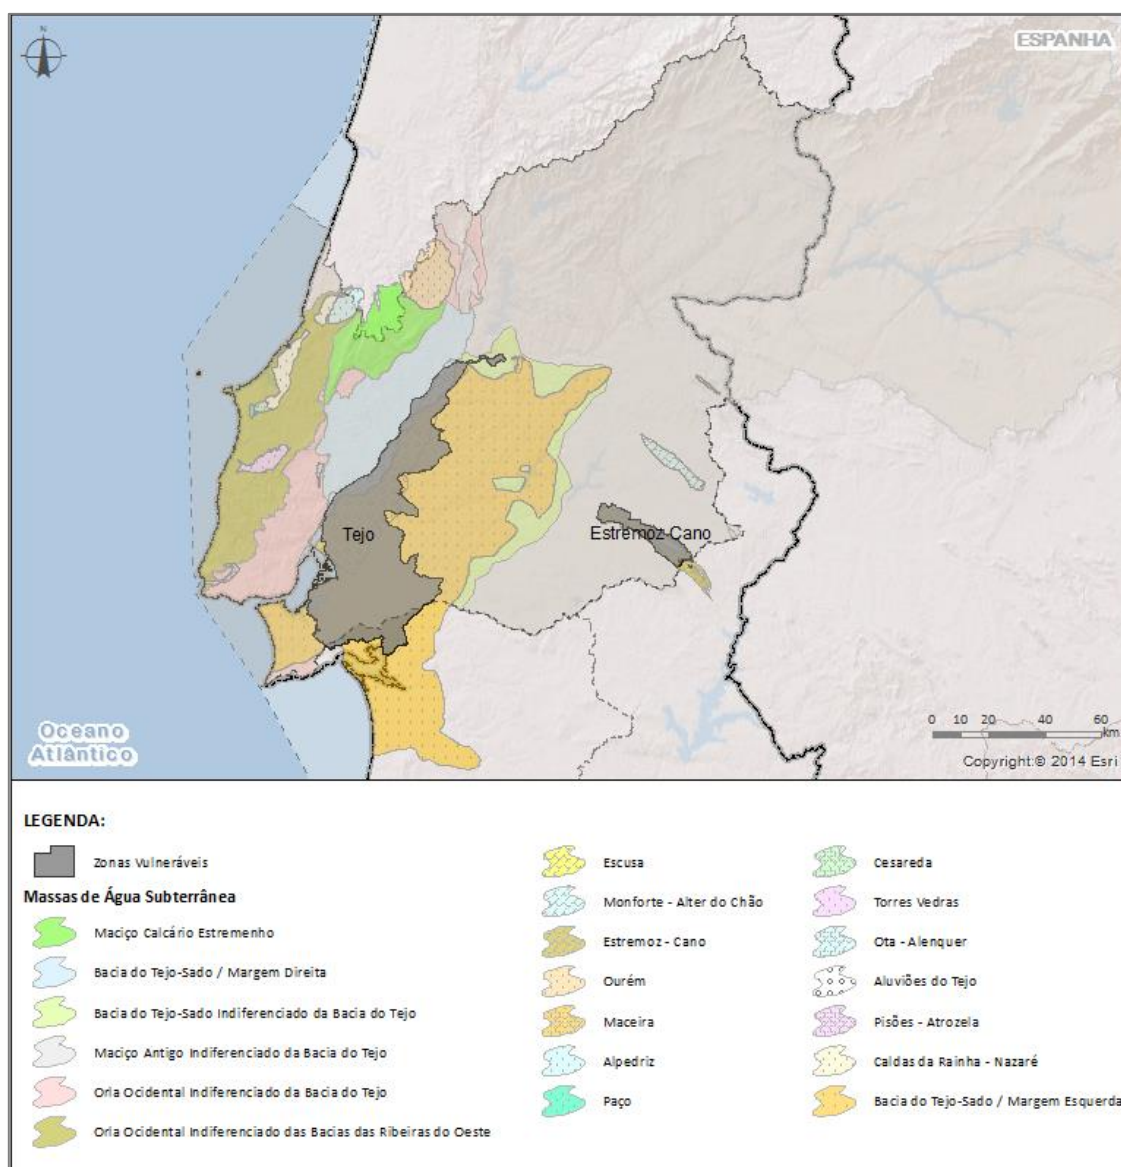 N
ESPANHA
Tejo
Estremoz-Cano
Oceano
Atlântico
0 10 20 40 60
km
Copyright:© 2014 Esri
LEGENDA:
Zonas Vulneráveis
Massas de Água Subterrânea
Maciço Calcário Estremenho
Bacia do Tejo-Sado / Margem Direita
Bacia do Tejo-Sado Indiferenciado da Bacia do Tejo
Maciço Antigo Indiferenciado da Bacia do Tejo
Orla Ocidental Indiferenciado da Bacia do Tejo
Orla Ocidental Indiferenciado das Bacias das Ribeiras do Oeste
Escusa
Monforte - Alter do Chão
Estremoz - Cano
Ourém
Maceira
Alpedriz
Paço
Cesareda
Torres Vedras
Ota - Alenquer
Aluviões do Tejo
Pisões - Atrozela
Caldas da Rainha - Nazaré
Bacia do Tejo-Sado / Margem Esquerda